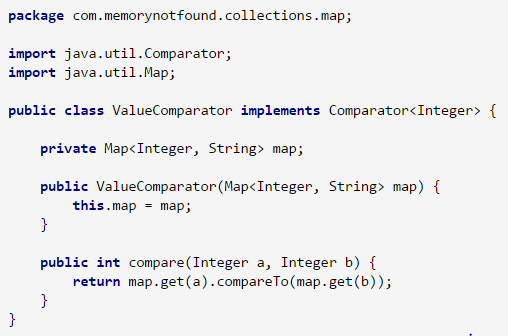 package com.memorynotfound.collections.map;
import java.util.Comparator;
import java.util.Map;
public class ValueComparator implements Comparator<Integer> {
private Map<Integer, String> map;
public ValueComparator(Map<Integer, String> map) {
this.map = map;
}
public int compare(Integer a, Integer b) {
return map.get(a).compareTo(map.get(b));
}
}